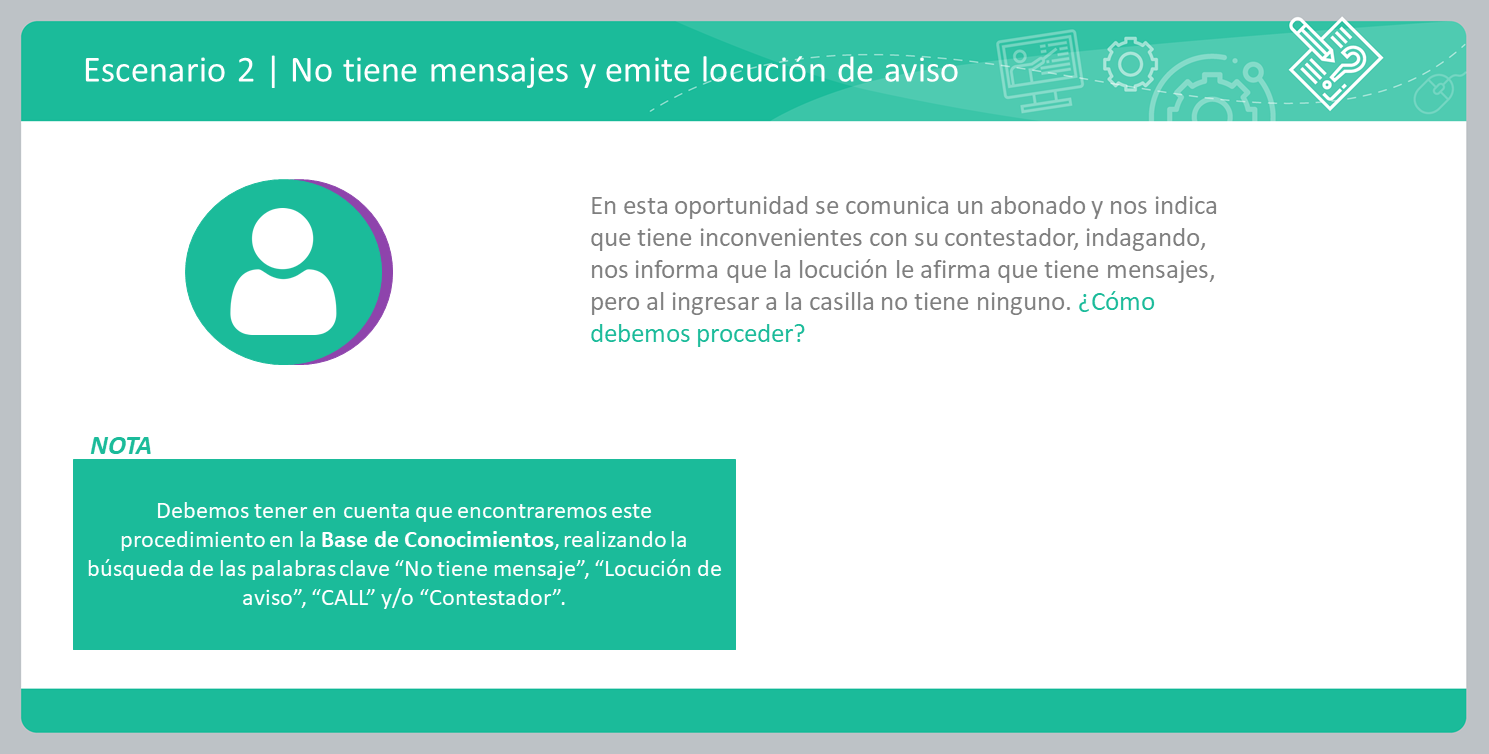 Escenario 2 | No tiene mensajes y emite locución de aviso
En esta oportunidad se comunica un abonado y nos indica
que tiene inconvenientes con su contestador, indagando,
nos informa que la locución le afirma que tiene mensajes,
pero al ingresar a la casilla no tiene ninguno. ¿Cómo
debemos proceder?
NOTA
Debemos tener en cuenta que encontraremos este
procedimiento en la Base de Conocimientos, realizando la
búsqueda de las palabras clave “No tiene mensaje”, “Locución de
aviso”, “CALL” y/o “Contestador”.